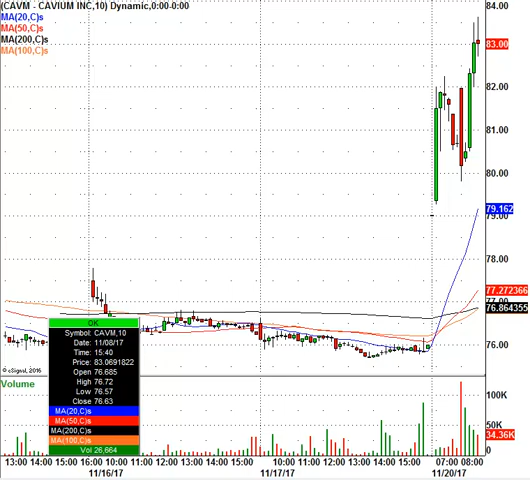 (CAVM - CAVIUM INC,10) Dynamic,0:00-0:00
MA(20,C)s
MA(50,C)s
MA(200,C)s
MA(100,C)s
84.00
83.00
82.00
81.00
80.00
79.162
79.00
77.272366
77.00
76.864355
76.00
OK
Symbol: CAVM,10
Date: 11/08/17
Time: 15:40
Price: 83.0691822
Open 76.685
High 76.72
Low 76.57
Close 76.63
MA(20,C)s
MA(50,C)s
MA(200,C)s
MA(100,C)s
Vol 26,664
© eSignal, 2016
Volume
100K
50K
34.36K
0
13:00 14:00 15:00 16:00 10:00 11:00 12:00 13:00 14:00 15:00 10:00 11:00 12:00 13:00 14:00 15:00 07:00 08:00
11/16/17 11/17/17 11/20/17